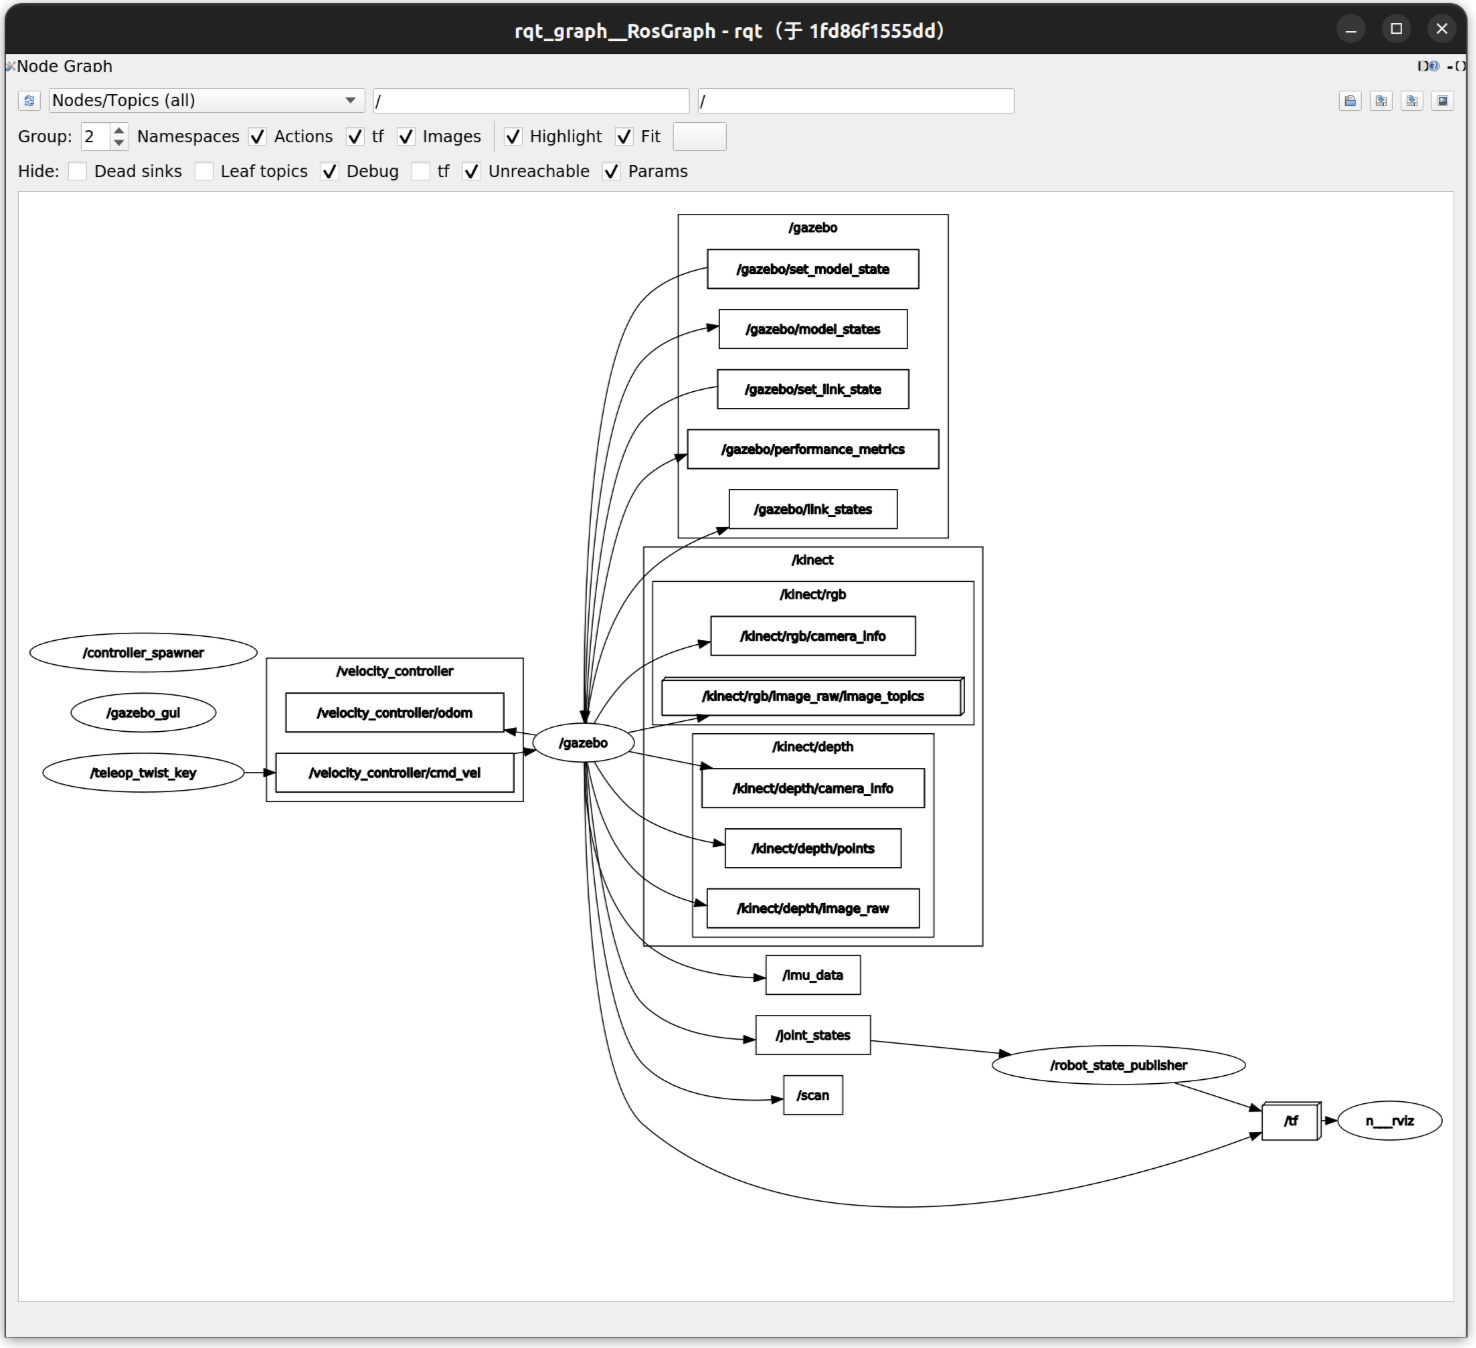 rqt_graph__RosGraph - rqt（于 1fd86f1555dd）
Node Graph
Nodes/Topics (all)
/
/
Group: 2 Namespaces Actions tf Images Highlight Fit
Hide: Dead sinks Leaf topics Debug tf Unreachable Params
/gazebo
/gazebo/set_model_state
/gazebo/model_states
/gazebo/set_link_state
/gazebo/performance_metrics
/gazebo/link_states
/kinect
/kinect/rgb
/kinect/rgb/camera_info
/kinect/rgb/image_raw/image_topics
/kinect/depth
/kinect/depth/camera_info
/kinect/depth/points
/kinect/depth/image_raw
/controller_spawner
/gazebo_gui
/teleop_twist_key
/velocity_controller
/velocity_controller/odom
/velocity_controller/cmd_vel
/gazebo
/imu_data
/joint_states
/scan
/robot_state_publisher
/tf
n__rviz